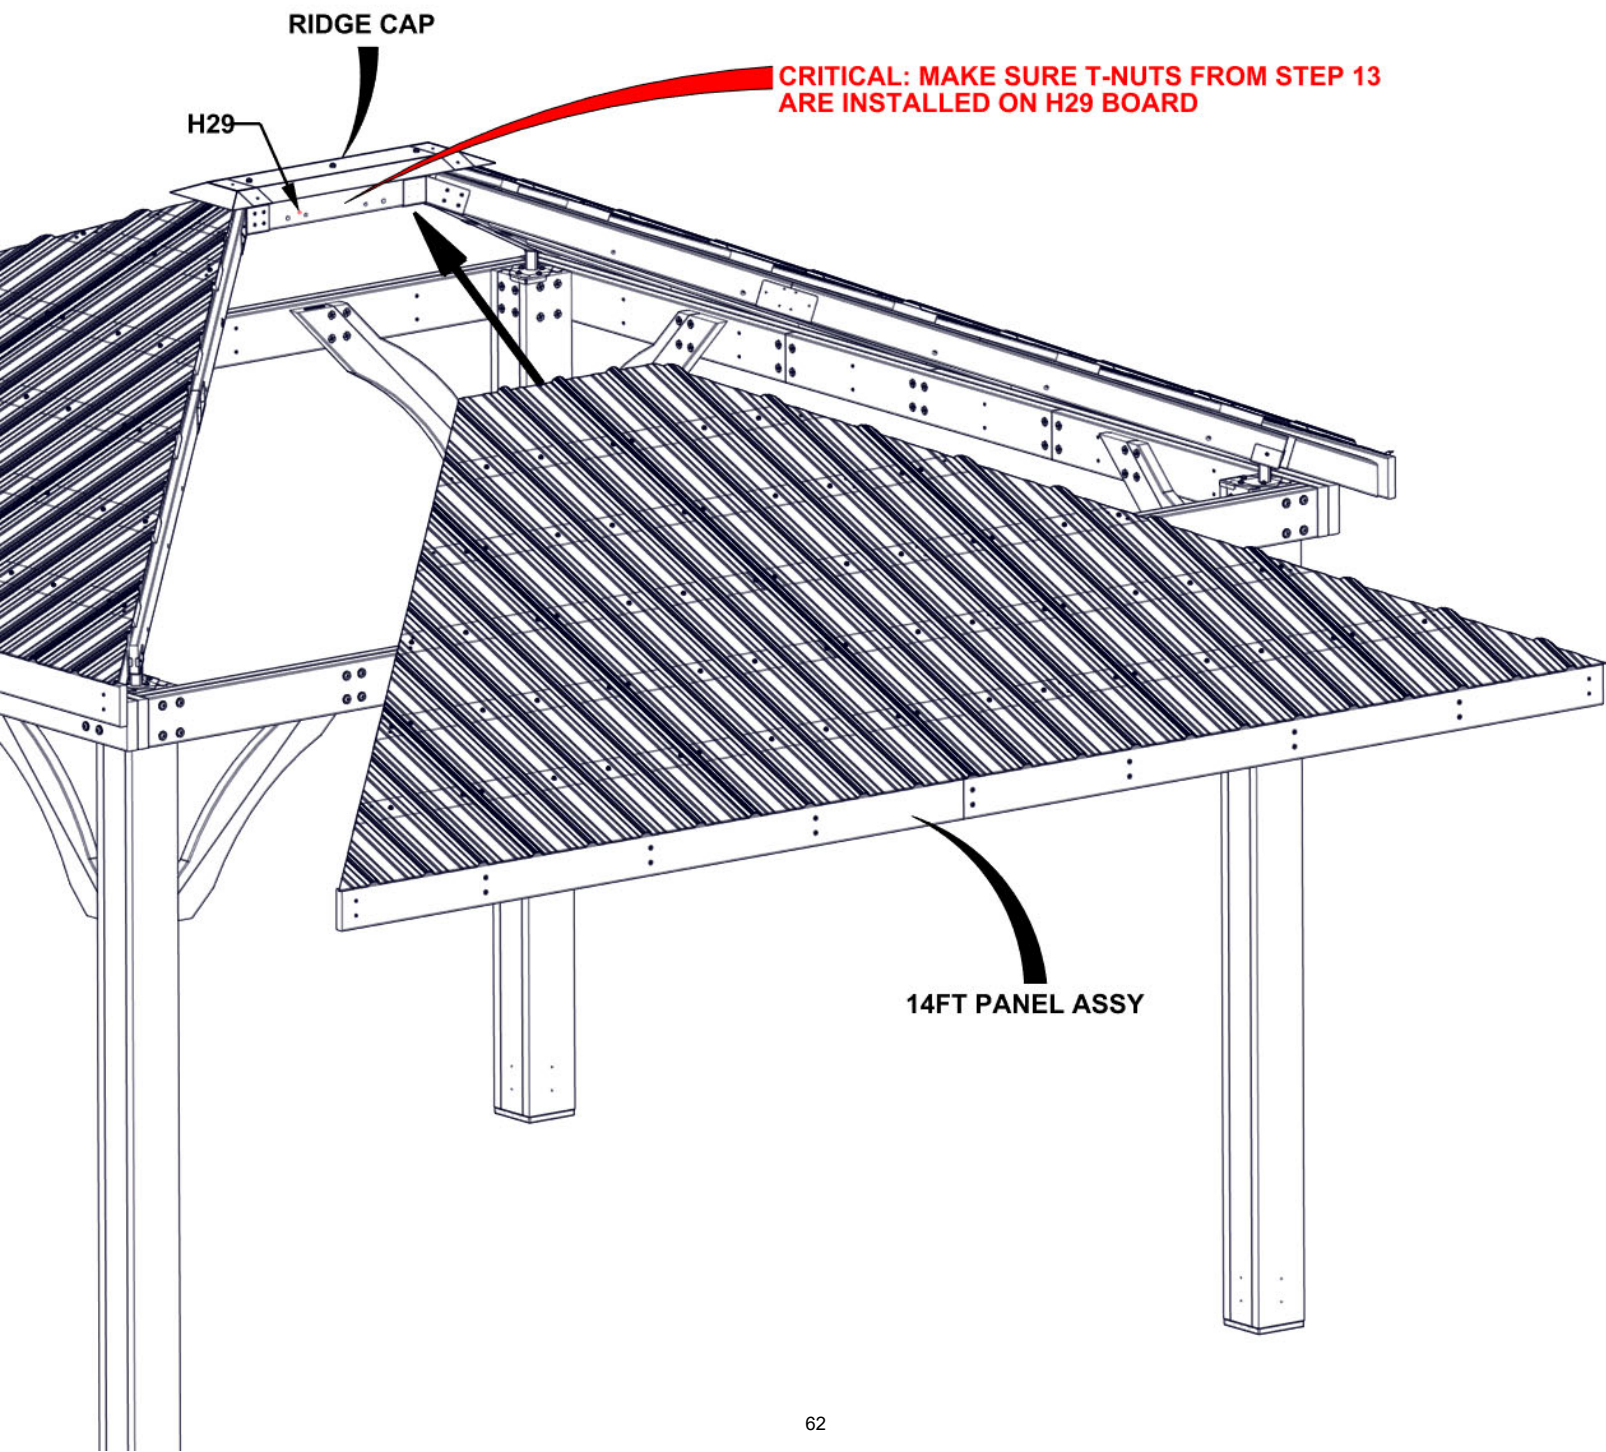 RIDGE CAP
CRITICAL: MAKE SURE T-NUTS FROM STEP 13
ARE INSTALLED ON H29 BOARD
H29
14FT PANEL ASSY
62